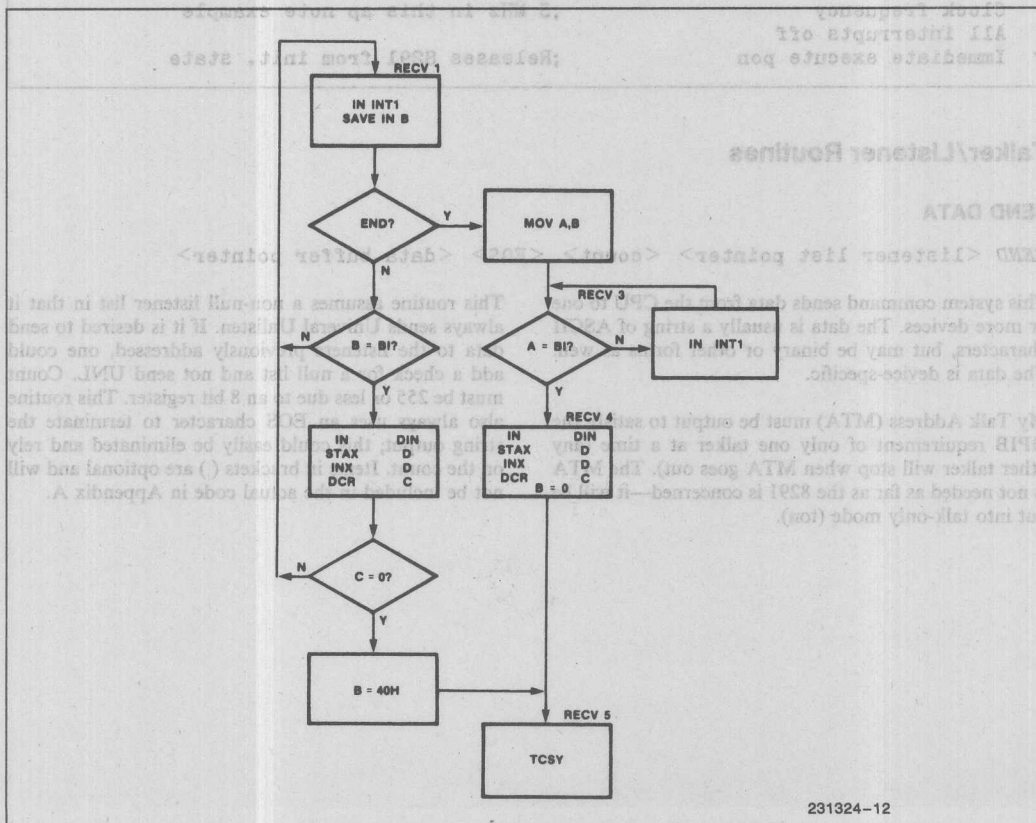 Clock frequency ;5 MHz in this ap note example
All interrupts off
Immediate execute pon ;Releases 8291 from init. state
Talker/Listener Routines
SEND DATA
SEND <listener list pointer> <count> <EOS> <data buffer pointer>
This system command sends data from the CPU to one
or more devices. The data is usually a string of ASCII
characters, but may be binary or other forms as well.
The data is device-specific.
My Talk Address (MTA) must be output to satisfy the
GPIB requirement of only one talker at a time (any
other talker will stop when MTA goes out). The MTA
is not needed as far as the 8291 is concerned—it will be
put into talk-only mode (ton).
This routine assumes a non-null listener list in that it
always sends Universal Unlisten. If it is desired to send
data to the listeners previously addressed, one could
add a check for a null list and not send UNL. Count
must be 255 or less due to an 8 bit register. This routine
also always uses an EOS character to terminate the
string output; this could easily be eliminated and rely
on the count. Items in brackets ( ) are optional and will
not be included in the actual code in Appendix A.
RECV 1
IN INT1
SAVE IN B
END?
Y
MOV A,B
N
RECV 3
N
B = BI?
A = BI?
N
IN INT1
Y
Y
RECV 4
IN DIN
STAX D
INX D
DCR C
IN DIN
STAX D
INX D
DCR C
B = 0
N
C = 0?
Y
B = 40H
RECV 5
TCSY
231324-12